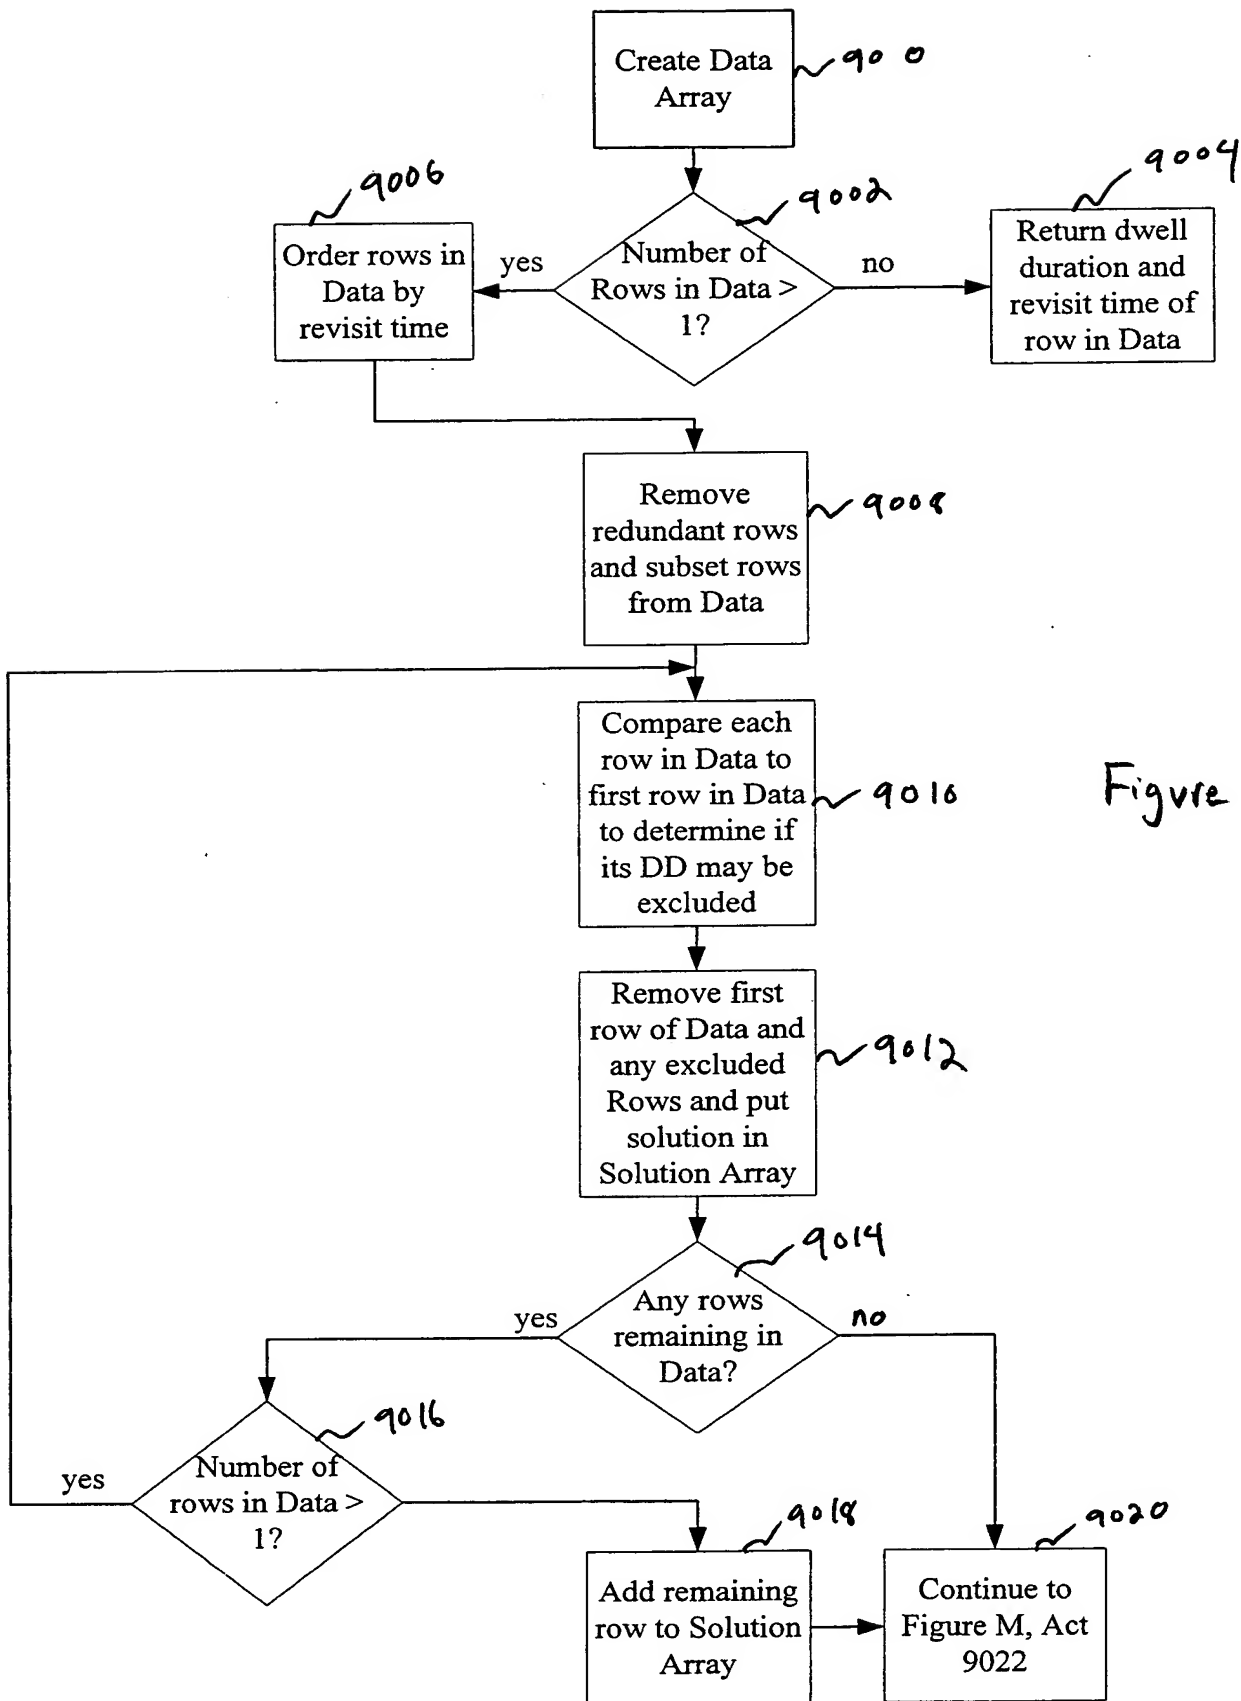 Create Data
Array
900 0
9006
9002
9004
Order rows in
Data by
revisit time
yes
Number of
Rows in Data >
1?
no
Return dwell
duration and
revisit time of
row in Data
Remove
redundant rows
and subset rows
from Data
9008
Compare each
row in Data to
first row in Data
to determine if
its DD may be
excluded
9010
Figure
Remove first
row of Data and
any excluded
Rows and put
solution in
Solution Array
9012
9014
yes
Any rows
remaining in
Data?
no
9016
yes
Number of
rows in Data >
1?
9018
9020
Add remaining
row to Solution
Array
Continue to
Figure M, Act
9022